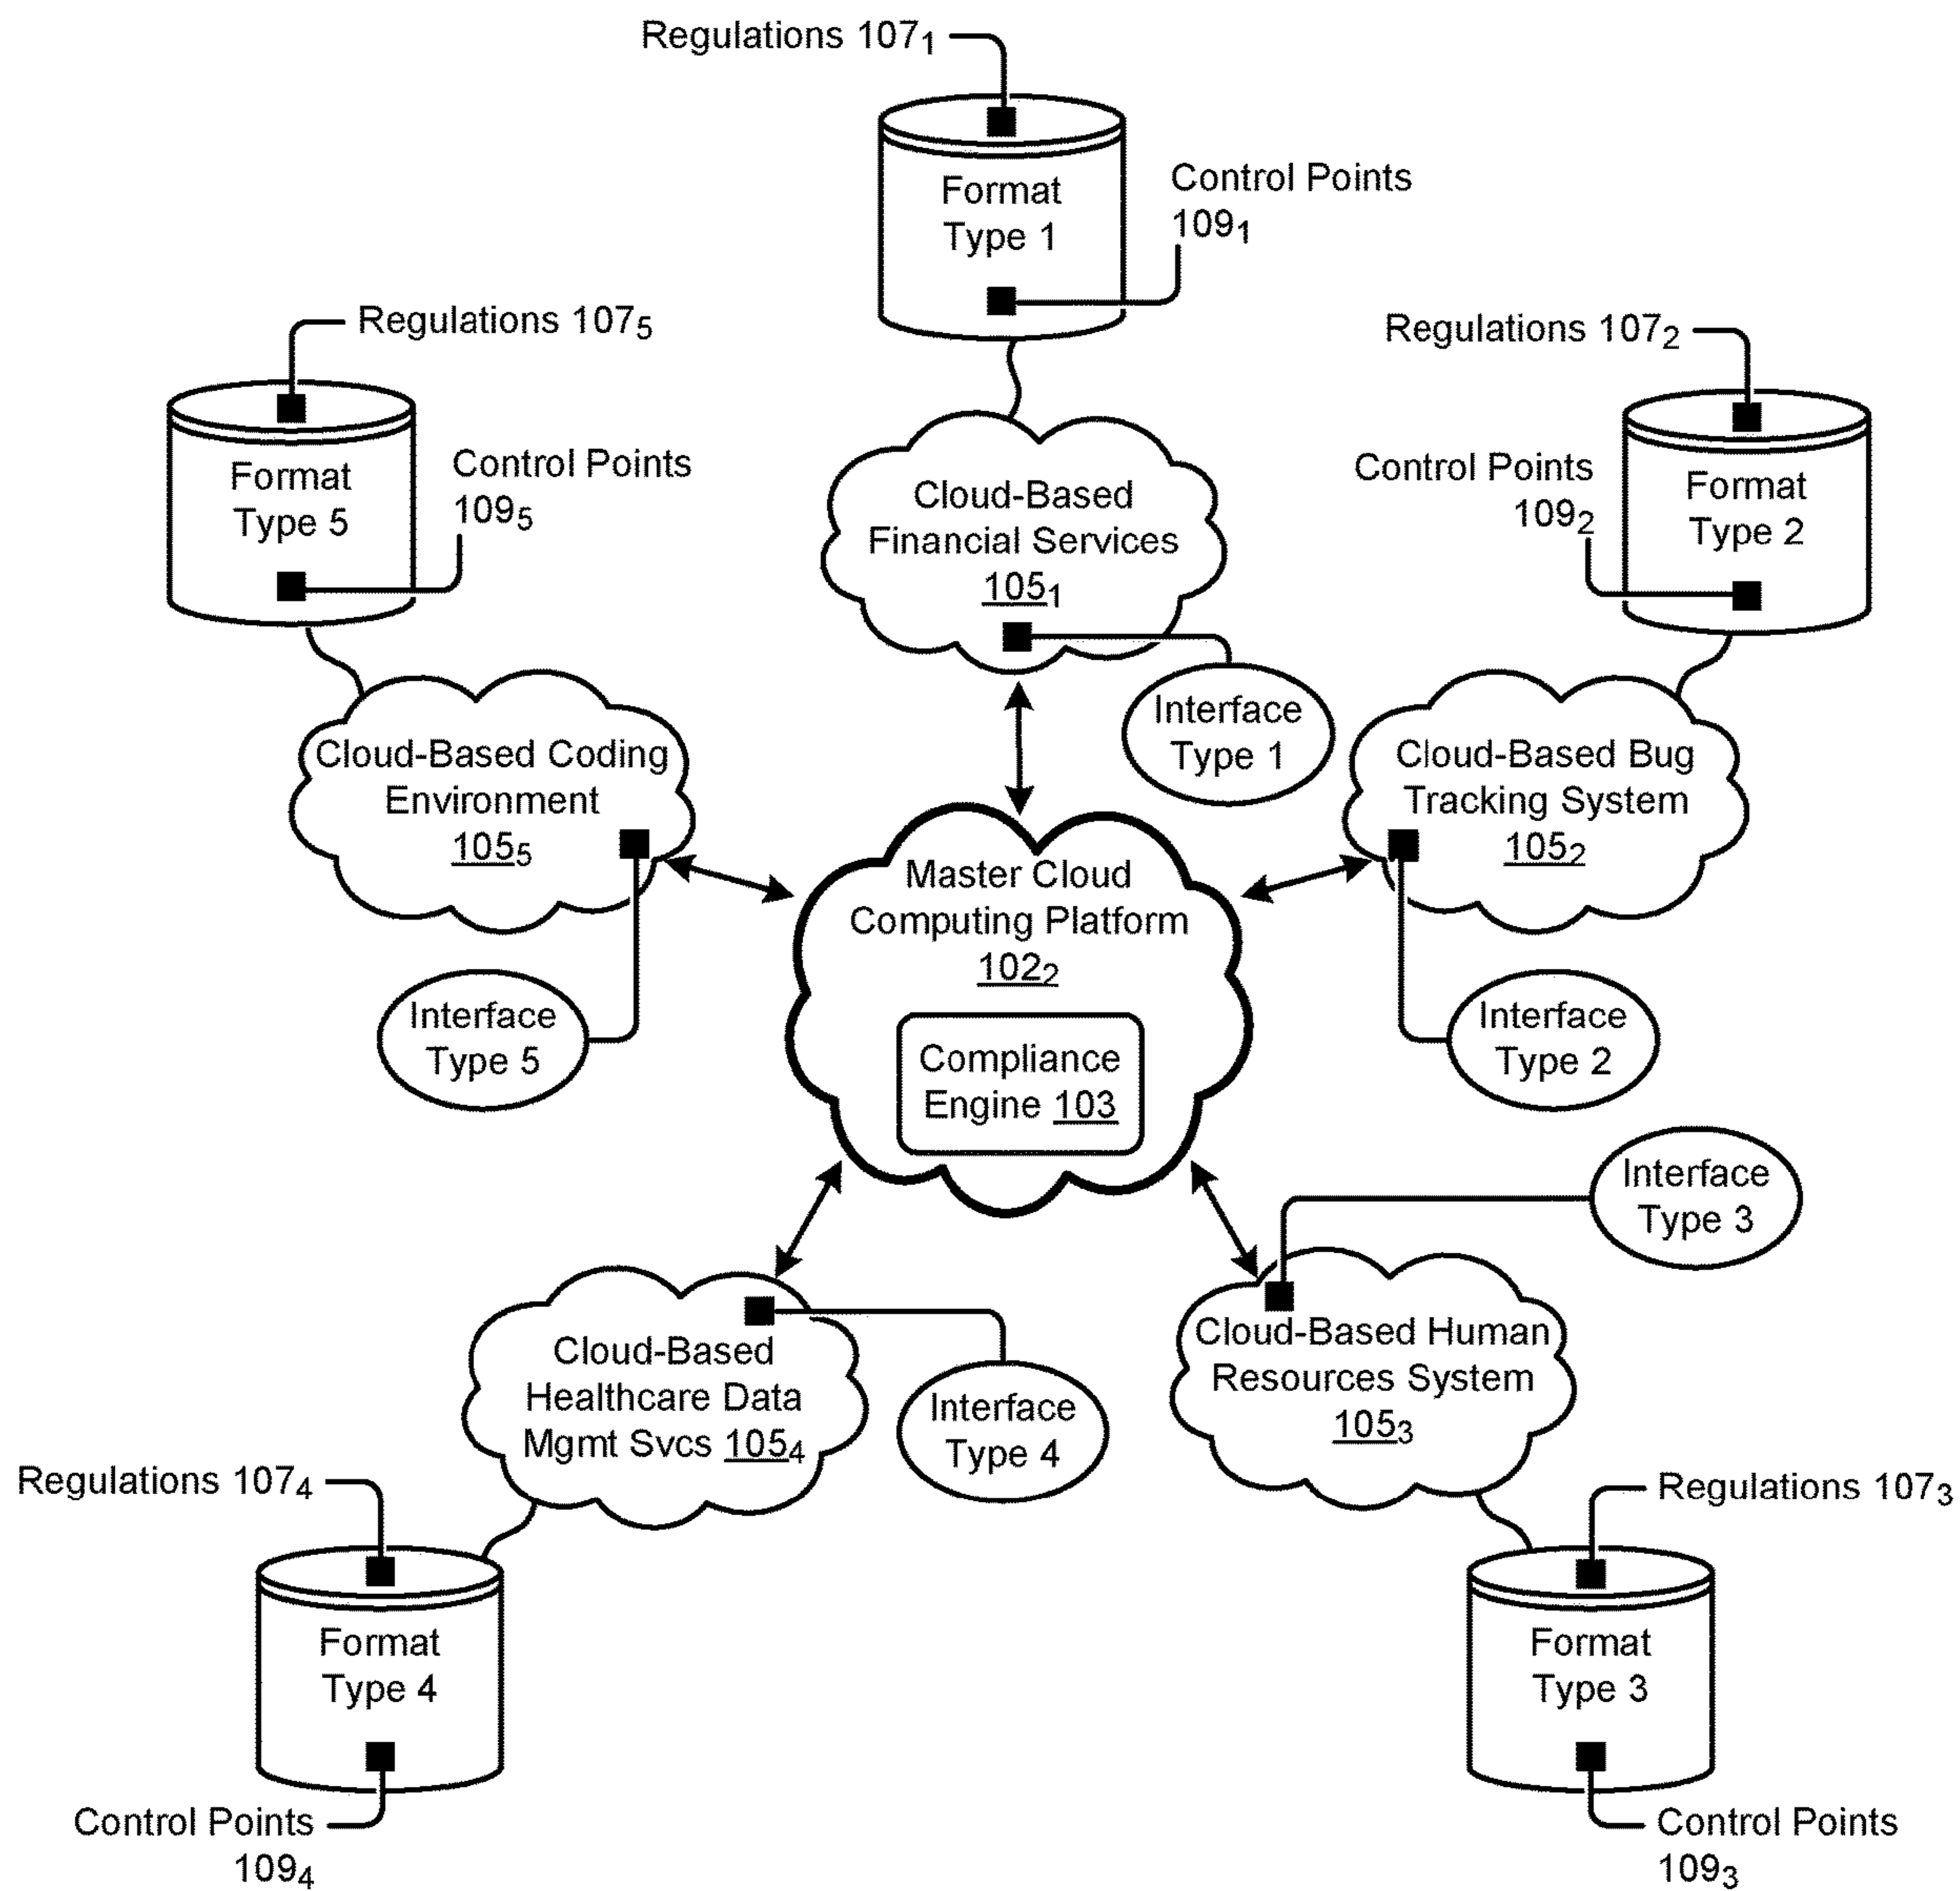 Regulations 107₁
Format
Type 1
Control Points
109₁
Regulations 107₅
Format
Type 5
Control Points
109₅
Regulations 107₂
Control Points
109₂
Format
Type 2
Cloud-Based
Financial Services
105₁
Interface
Type 1
Cloud-Based Coding
Environment
105₅
Cloud-Based Bug
Tracking System
105₂
Master Cloud
Computing Platform
102₂
Compliance
Engine 103
Interface
Type 5
Interface
Type 2
Interface
Type 3
Cloud-Based
Healthcare Data
Mgmt Svcs 105₄
Interface
Type 4
Cloud-Based Human
Resources System
105₃
Regulations 107₄
Format
Type 4
Control Points
109₄
Regulations 107₃
Format
Type 3
Control Points
109₃